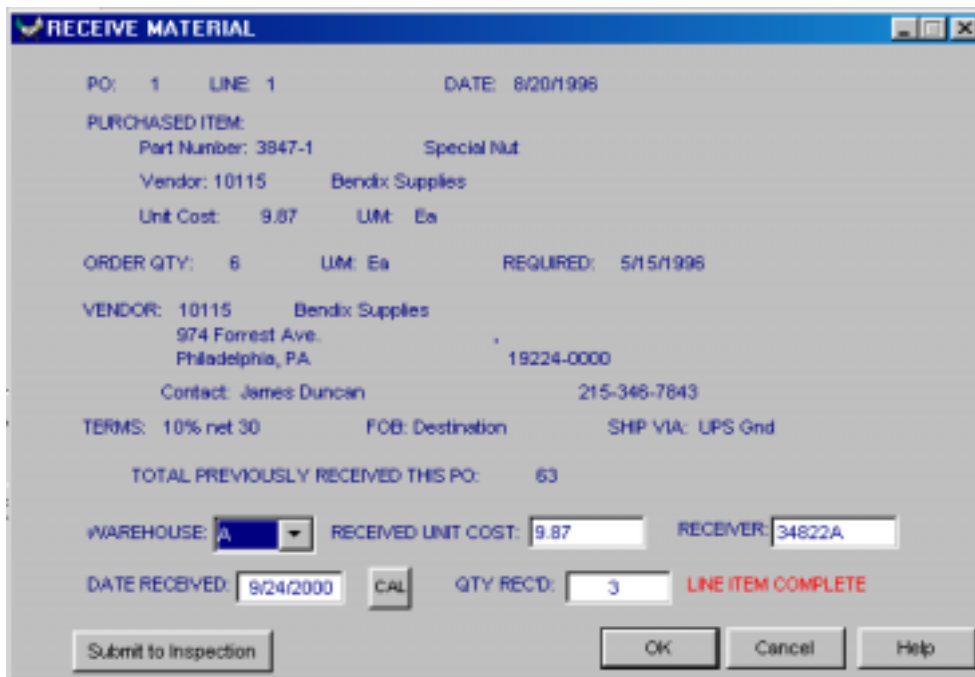 RECEIVE MATERIAL
PO: 1 LINE: 1 DATE: 8/20/1996
PURCHASED ITEM:
Part Number: 3847-1 Special Nut
Vendor: 10115 Bendix Supplies
Unit Cost: 9.87 U/M: Ea
ORDER QTY: 6 U/M: Ea REQUIRED: 5/15/1996
VENDOR: 10115 Bendix Supplies
974 Forrest Ave. ,
Philadelphia, PA 19224-0000
Contact: James Duncan 215-346-7843
TERMS: 10% net 30 FOB: Destination SHIP VIA: UPS Gnd
TOTAL PREVIOUSLY RECEIVED THIS PO: 63
WAREHOUSE: A RECEIVED UNIT COST: 9.87 RECEIVER: 34822A
DATE RECEIVED: 9/24/2000 CAL QTY REC'D: 3 LINE ITEM COMPLETE
Submit to Inspection OK Cancel Help